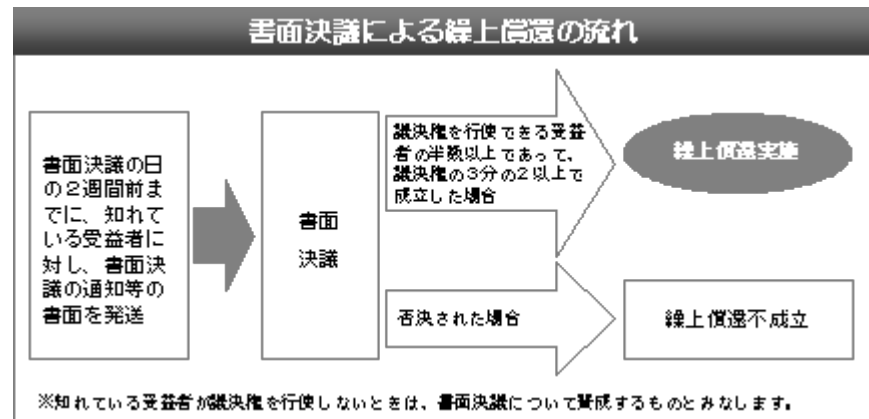 書面決議による繰上償還の流れ
書面決議の日
の2週間前ま
でに、知れて
いる受益者に
対し、書面決
議の通知等の
書面を発送
書面
決議
議決権を行使できる受益
者の半数以上であって、
議決権の3分の2以上で
成立した場合
繰上償還実施
否決された場合
繰上償還不成立
※知れている受益者が議決権を行使しないときは、書面決議について賛成するものとみなします。